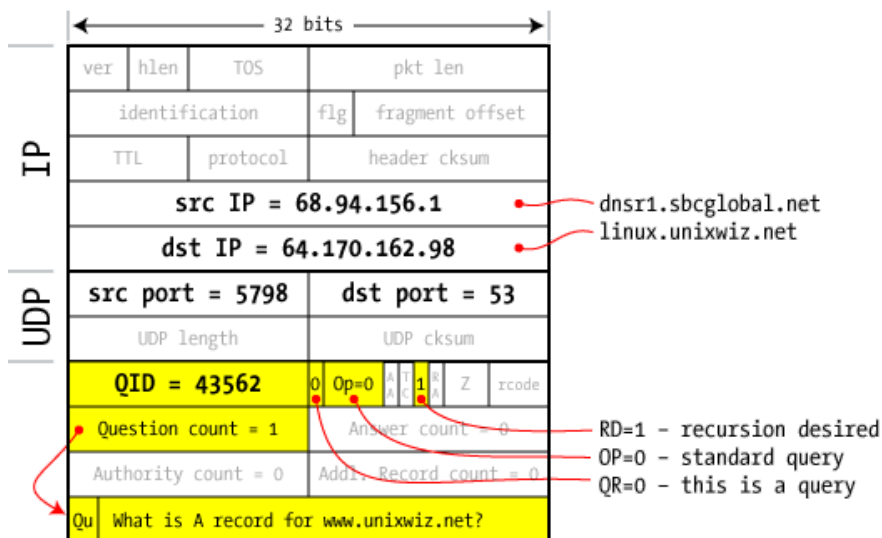 32 bits
IP
ver hlen TOS pkt len
identification flg fragment offset
TTL protocol header cksum
src IP = 68.94.156.1 dnsr1.sbcglobal.net
dst IP = 64.170.162.98 linux.unixwiz.net
UDP
src port = 5798 dst port = 53
UDP length UDP cksum
QID = 43562 0 Op=0 AA TC 1 RA Z rcode
Question count = 1 Answer count = 0 RD=1 - recursion desired
OP=0 - standard query
Authority count = 0 Addl. Record count = 0 QR=0 - this is a query
Qu What is A record for www.unixwiz.net?